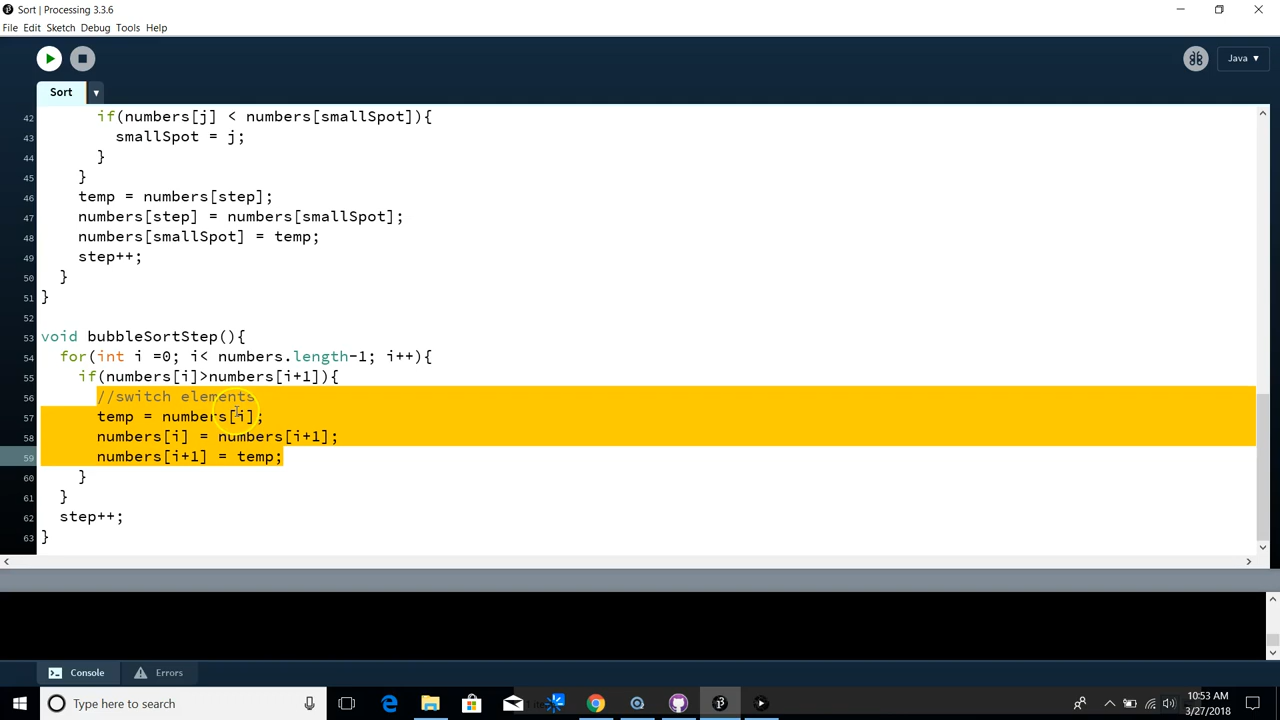 Sort | Processing 3.3.6
File Edit Sketch Debug Tools Help
Java ▾
Sort ▾
42 if(numbers[j] < numbers[smallSpot]){
43 smallSpot = j;
44 }
45 }
46 temp = numbers[step];
47 numbers[step] = numbers[smallSpot];
48 numbers[smallSpot] = temp;
49 step++;
50 }
51 }
52
53 void bubbleSortStep(){
54 for(int i =0; i< numbers.length-1; i++){
55 if(numbers[i]>numbers[i+1]){
56 //switch elements
57 temp = numbers[i];
58 numbers[i] = numbers[i+1];
59 numbers[i+1] = temp;
60 }
61 }
62 step++;
63 }
Console Errors
Type here to search
10:53 AM
3/27/2018